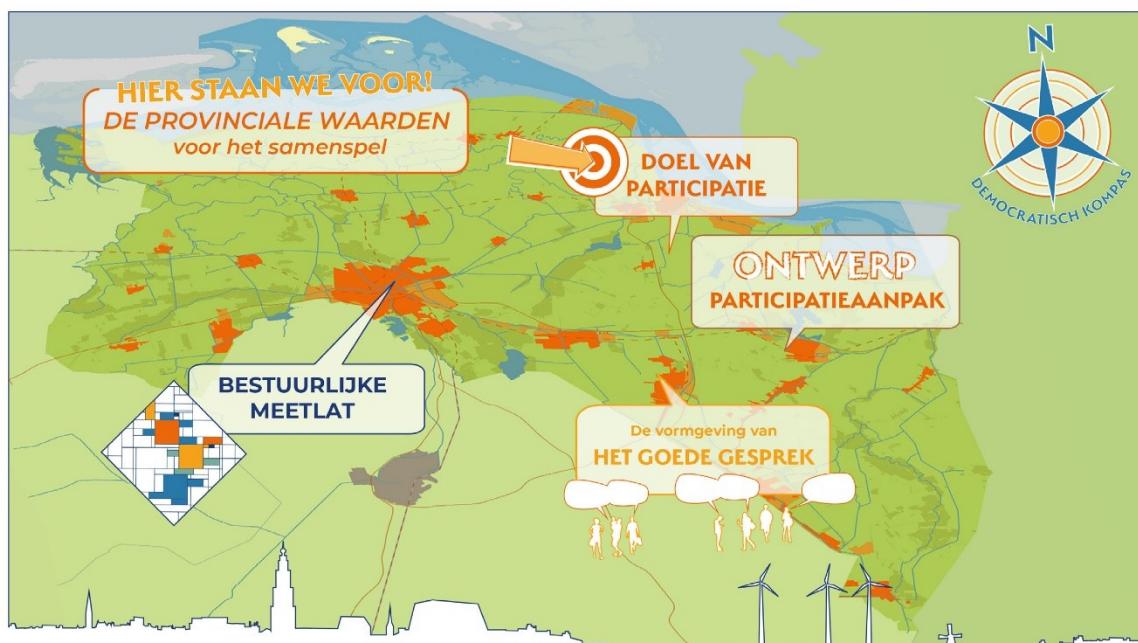 HIER STAAN WE VOOR!
DE PROVINCIALE WAARDEN
voor het samenspel
N
DEMOCRATISCH KOMPAS
DOEL VAN
PARTICIPATIE
ONTWERP
PARTICIPATIEAANPAK
BESTUURLIJKE
MEETLAT
De vormgeving van
HET GOEDE GESPREK